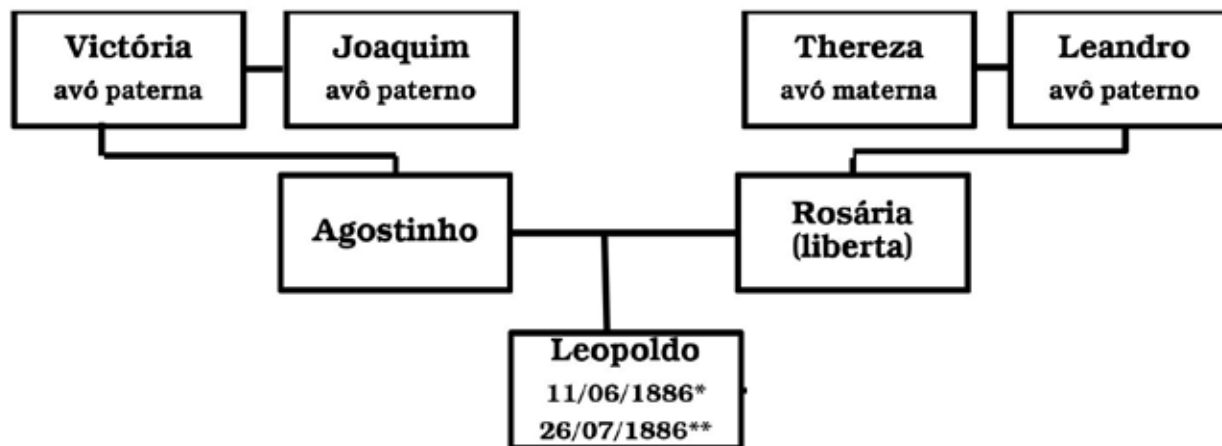 Victória
avó paterna
Joaquim
avô paterno
Thereza
avó materna
Leandro
avô paterno
Agostinho
Rosária
(liberta)
Leopoldo
11/06/1886*
26/07/1886**